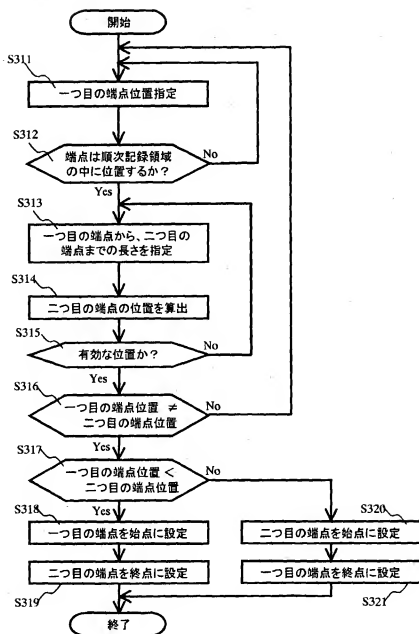 開始
S311
一つ目の端点位置指定
S312
端点は順次記録領域
の中に位置するか?
No
Yes
S313
一つ目の端点から、二つ目の
端点までの長さを指定
S314
二つ目の端点の位置を算出
S315
有効な位置か?
No
Yes
S316
一つ目の端点位置 ≠
二つ目の端点位置
No
Yes
S317
一つ目の端点位置 <
二つ目の端点位置
No
Yes
S318
一つ目の端点を始点に設定
S320
二つ目の端点を始点に設定
二つ目の端点を終点に設定
S319
一つ目の端点を終点に設定
S321
終了